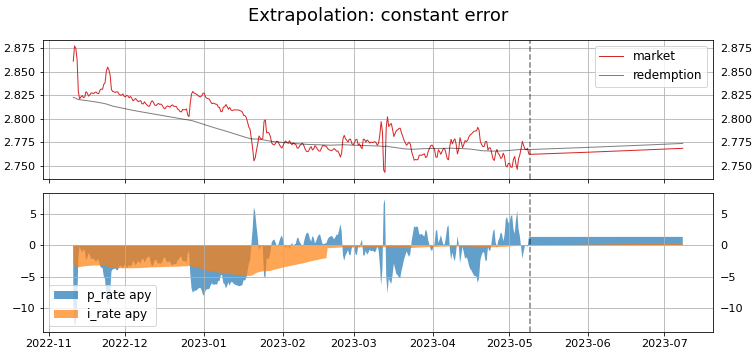 Extrapolation: constant error
2.875 2.875
2.850 2.850
2.825 2.825
2.800 2.800
2.775 2.775
2.750 2.750
market
redemption
5 5
0 0
−5 −5
−10 −10
p_rate apy
i_rate apy
2022-11 2022-12 2023-01 2023-02 2023-03 2023-04 2023-05 2023-06 2023-07